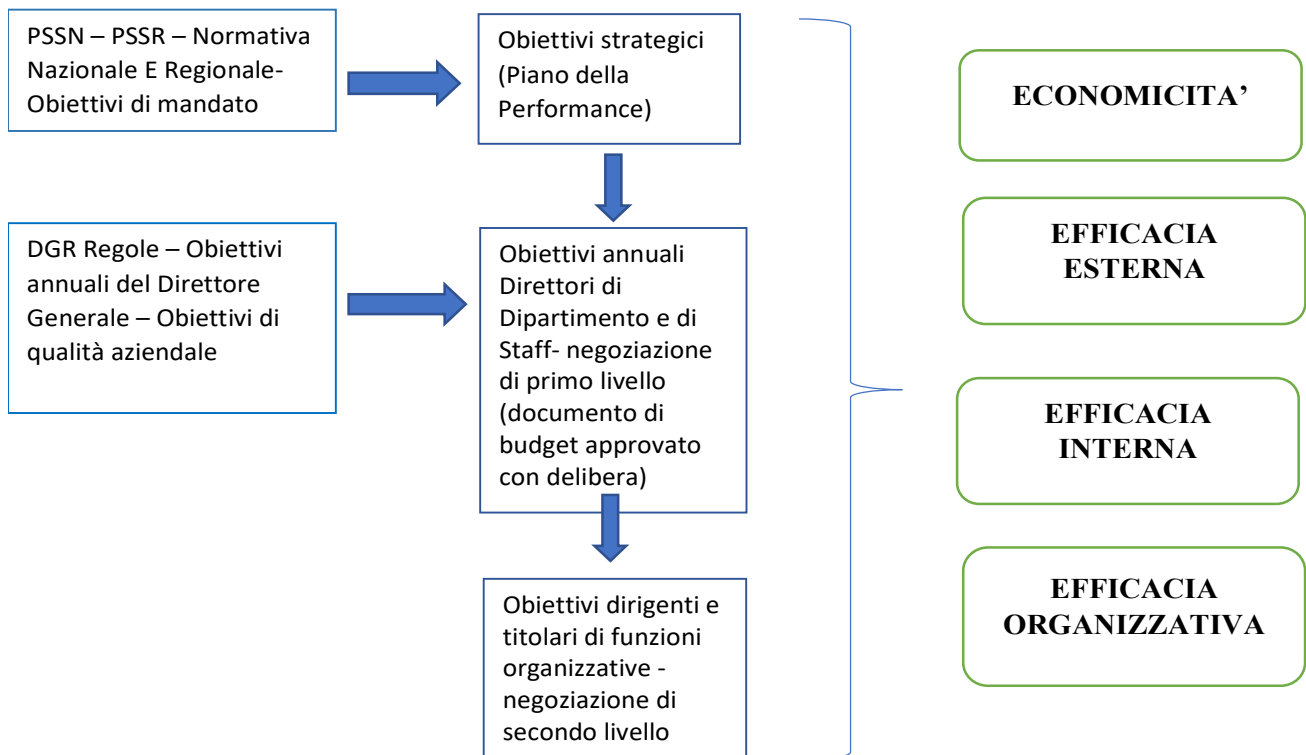 PSSN – PSSR – Normativa
Nazionale E Regionale-
Obiettivi di mandato
Obiettivi strategici
(Piano della
Performance)
ECONOMICITA’
DGR Regole – Obiettivi
annuali del Direttore
Generale – Obiettivi di
qualità aziendale
Obiettivi annuali
Direttori di
Dipartimento e di
Staff- negoziazione
di primo livello
(documento di
budget approvato
con delibera)
EFFICACIA
ESTERNA
EFFICACIA
INTERNA
Obiettivi dirigenti e
titolari di funzioni
organizzative -
negoziazione di
secondo livello
EFFICACIA
ORGANIZZATIVA